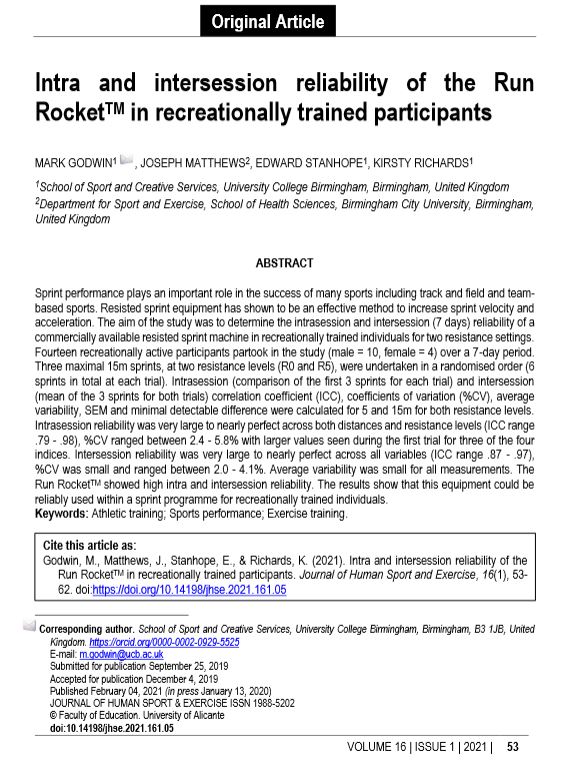 Original Article
Intra and intersession reliability of the Run
Rocket™ in recreationally trained participants
MARK GODWIN¹ , JOSEPH MATTHEWS², EDWARD STANHOPE¹, KIRSTY RICHARDS¹
¹School of Sport and Creative Services, University College Birmingham, Birmingham, United Kingdom
²Department for Sport and Exercise, School of Health Sciences, Birmingham City University, Birmingham,
United Kingdom
ABSTRACT
Sprint performance plays an important role in the success of many sports including track and field and team-
based sports. Resisted sprint equipment has shown to be an effective method to increase sprint velocity and
acceleration. The aim of the study was to determine the intrasession and intersession (7 days) reliability of a
commercially available resisted sprint machine in recreationally trained individuals for two resistance settings.
Fourteen recreationally active participants partook in the study (male = 10, female = 4) over a 7-day period.
Three maximal 15m sprints, at two resistance levels (R0 and R5), were undertaken in a randomised order (6
sprints in total at each trial). Intrasession (comparison of the first 3 sprints for each trial) and intersession
(mean of the 3 sprints for both trials) correlation coefficient (ICC), coefficients of variation (%CV), average
variability, SEM and minimal detectable difference were calculated for 5 and 15m for both resistance levels.
Intrasession reliability was very large to nearly perfect across both distances and resistance levels (ICC range
.79 - .98), %CV ranged between 2.4 - 5.8% with larger values seen during the first trial for three of the four
indices. Intersession reliability was very large to nearly perfect across all variables (ICC range .87 - .97),
%CV was small and ranged between 2.0 - 4.1%. Average variability was small for all measurements. The
Run Rocket™ showed high intra and intersession reliability. The results show that this equipment could be
reliably used within a sprint programme for recreationally trained individuals.
Keywords: Athletic training; Sports performance; Exercise training.
Cite this article as:
Godwin, M., Matthews, J., Stanhope, E., & Richards, K. (2021). Intra and intersession reliability of the Run
Rocket™ in recreationally trained participants. Journal of Human Sport and Exercise, 16(1), 53-
62. doi:https://doi.org/10.14198/jhse.2021.161.05
Corresponding author. School of Sport and Creative Services, University College Birmingham, Birmingham, B3 1JB, United
Kingdom. https://orcid.org/0000-0002-0929-5525
E-mail: m.godwin@ucb.ac.uk
Submitted for publication September 25, 2019
Accepted for publication December 4, 2019
Published February 04, 2021 (in press January 13, 2020)
JOURNAL OF HUMAN SPORT & EXERCISE ISSN 1988-5202
© Faculty of Education. University of Alicante
doi:10.14198/jhse.2021.161.05
VOLUME 16 | ISSUE 1 | 2021 | 53